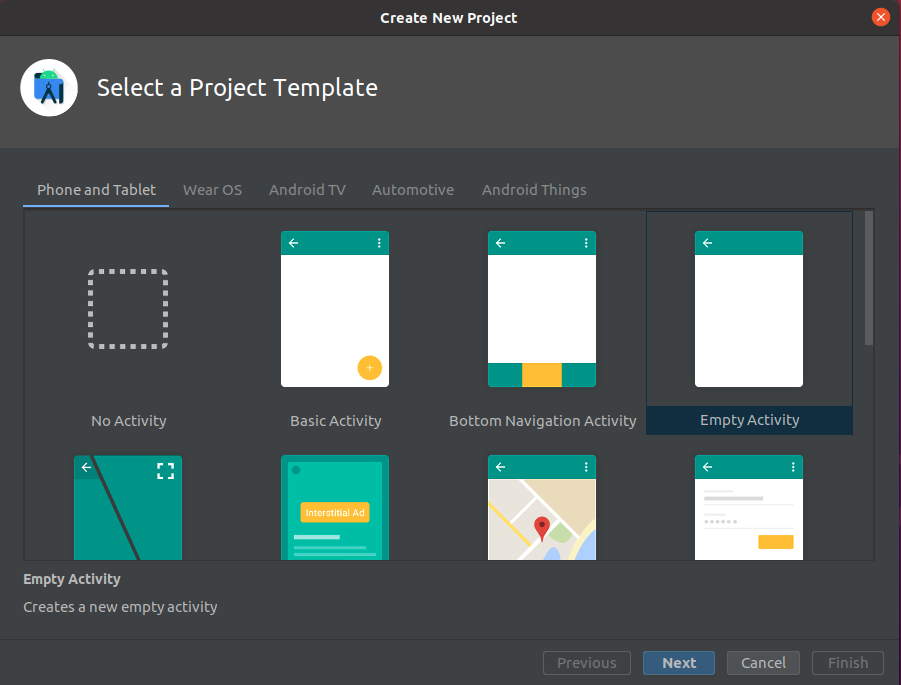 Create New Project
Select a Project Template
Phone and Tablet Wear OS Android TV Automotive Android Things
No Activity Basic Activity Bottom Navigation Activity Empty Activity
Interstitial Ad
Empty Activity
Creates a new empty activity
Previous Next Cancel Finish